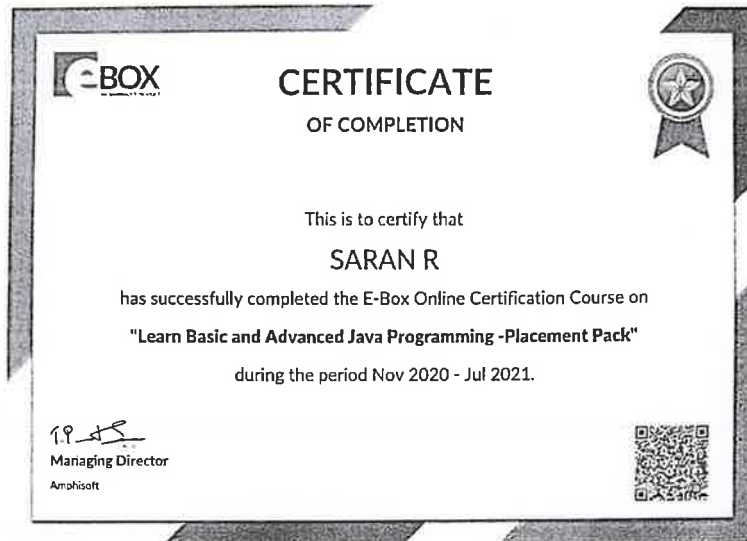 e-BOX
CERTIFICATE
OF COMPLETION
This is to certify that
SARAN R
has successfully completed the E-Box Online Certification Course on
"Learn Basic and Advanced Java Programming -Placement Pack"
during the period Nov 2020 - Jul 2021.
Managing Director
Amphisoft